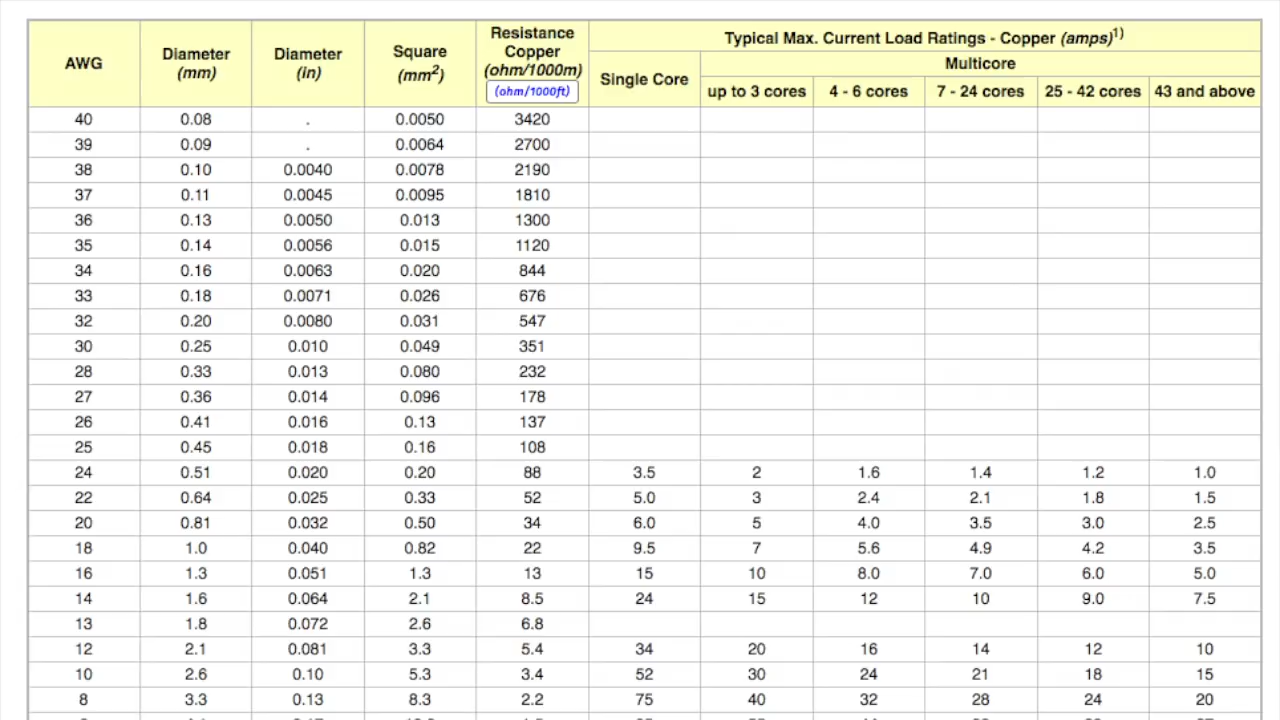 AWG Diameter (mm) Diameter (in) Square (mm2) Resistance Copper (ohm/1000m) (ohm/1000ft) Typical Max. Current Load Ratings - Copper (amps)1)
Single Core Multicore
up to 3 cores 4 - 6 cores 7 - 24 cores 25 - 42 cores 43 and above
40 0.08 . 0.0050 3420
39 0.09 . 0.0064 2700
38 0.10 0.0040 0.0078 2190
37 0.11 0.0045 0.0095 1810
36 0.13 0.0050 0.013 1300
35 0.14 0.0056 0.015 1120
34 0.16 0.0063 0.020 844
33 0.18 0.0071 0.026 676
32 0.20 0.0080 0.031 547
30 0.25 0.010 0.049 351
28 0.33 0.013 0.080 232
27 0.36 0.014 0.096 178
26 0.41 0.016 0.13 137
25 0.45 0.018 0.16 108
24 0.51 0.020 0.20 88 3.5 2 1.6 1.4 1.2 1.0
22 0.64 0.025 0.33 52 5.0 3 2.4 2.1 1.8 1.5
20 0.81 0.032 0.50 34 6.0 5 4.0 3.5 3.0 2.5
18 1.0 0.040 0.82 22 9.5 7 5.6 4.9 4.2 3.5
16 1.3 0.051 1.3 13 15 10 8.0 7.0 6.0 5.0
14 1.6 0.064 2.1 8.5 24 15 12 10 9.0 7.5
13 1.8 0.072 2.6 6.8
12 2.1 0.081 3.3 5.4 34 20 16 14 12 10
10 2.6 0.10 5.3 3.4 52 30 24 21 18 15
8 3.3 0.13 8.3 2.2 75 40 32 28 24 20